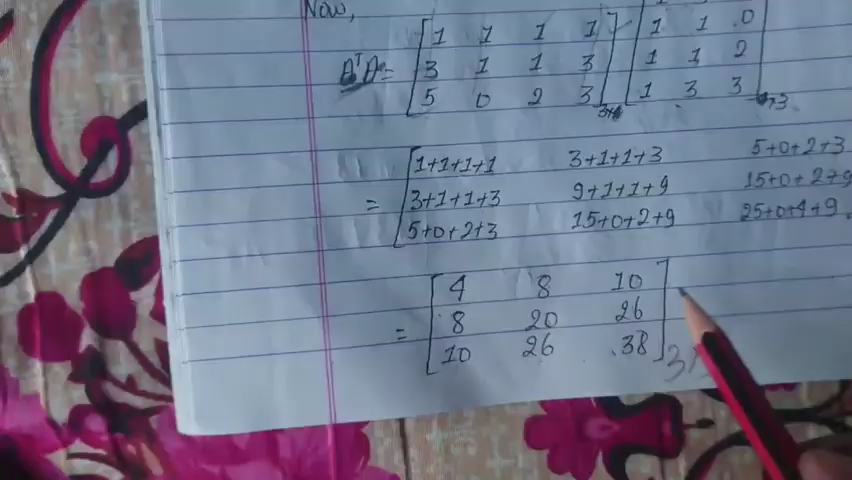 Now,
AᵀA = [1 1 1 1] [1 1 0]
[3 1 1 3] [1 1 2]
[5 0 2 3] [1 3 3]
= [1+1+1+1 3+1+1+3 5+0+2+3
3+1+1+3 9+1+1+9 15+0+2+9
5+0+2+3 15+0+2+9 25+0+4+9
= [4 8 10]
[8 20 26]
[10 26 38]